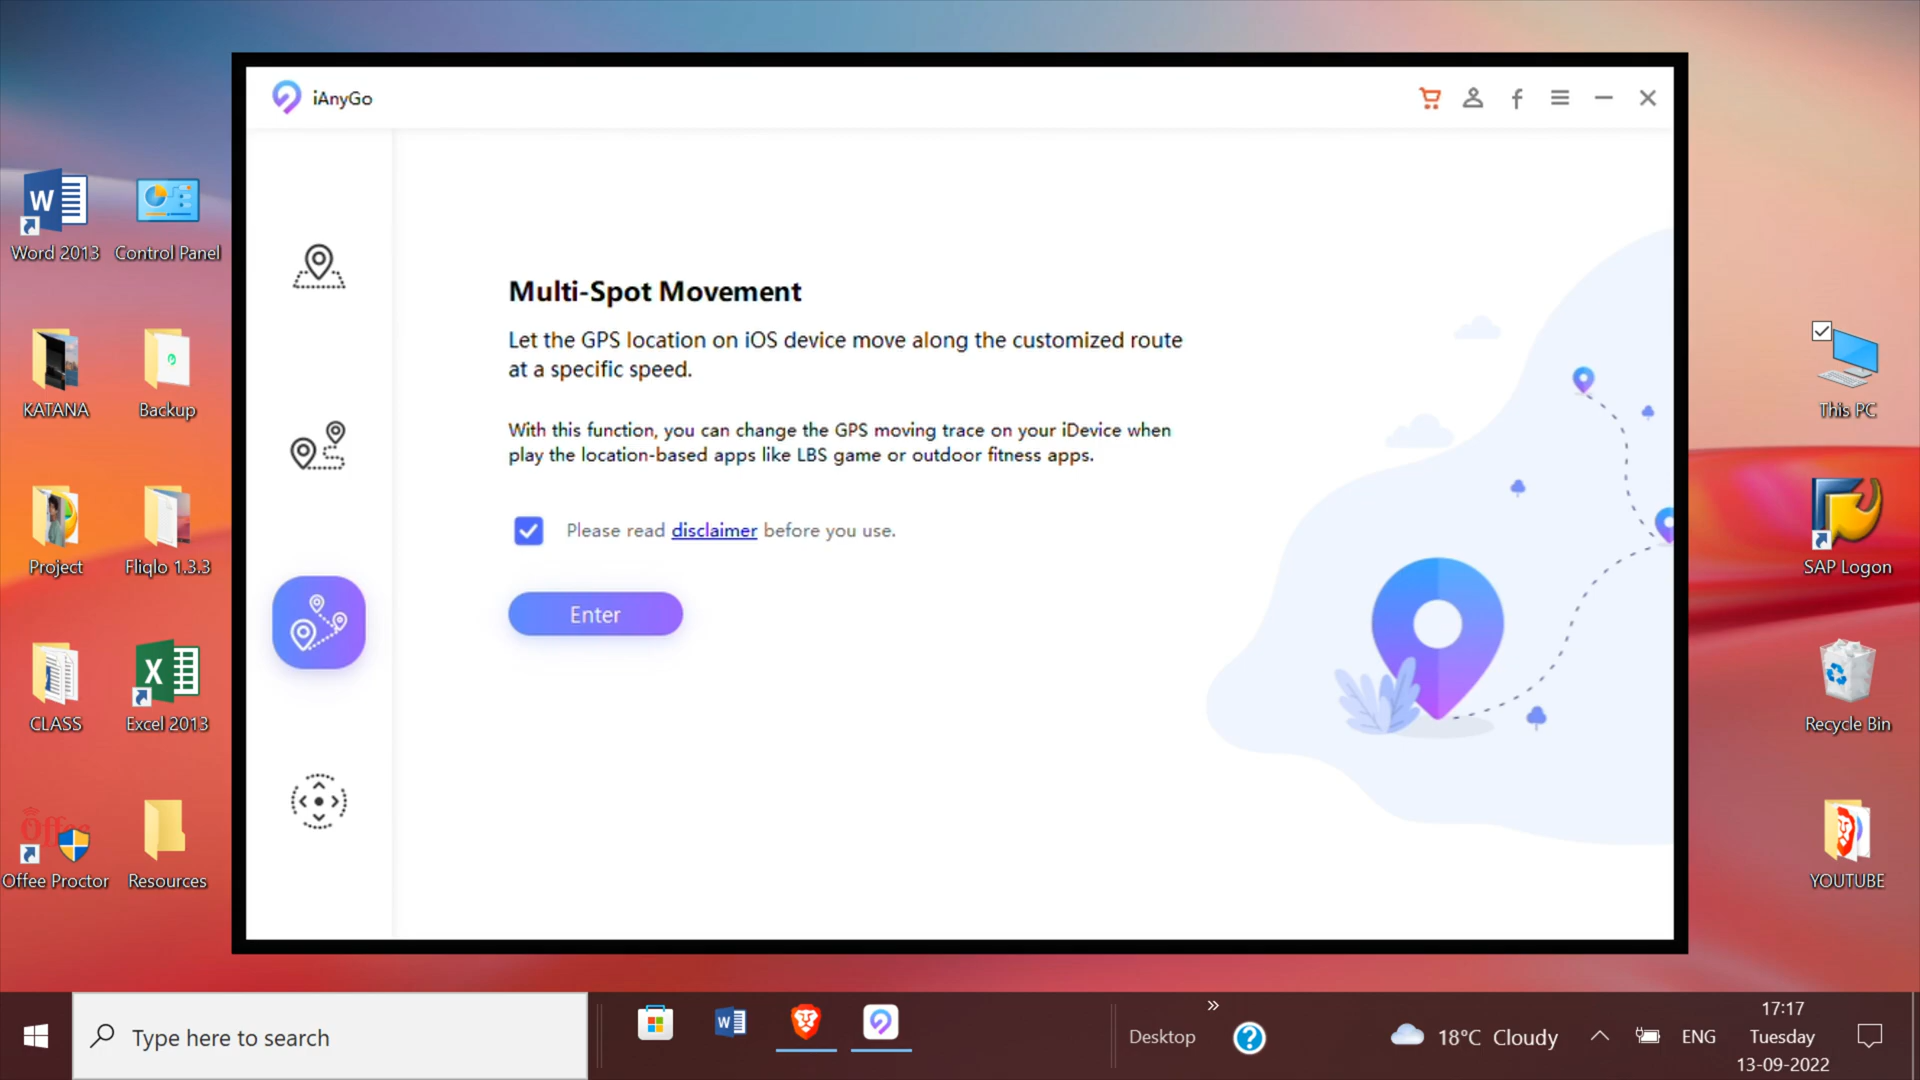 iAnyGo
Multi-Spot Movement
Let the GPS location on iOS device move along the customized route
at a specific speed.
With this function, you can change the GPS moving trace on your iDevice when
play the location-based apps like LBS game or outdoor fitness apps.
Please read disclaimer before you use.
Enter
Word 2013
Control Panel
KATANA
Backup
Project
Fliqlo 1.3.3
CLASS
Excel 2013
Offee
Offee Proctor
Resources
This PC
SAP Logon
Recycle Bin
YOUTUBE
Type here to search
Desktop
18°C Cloudy
ENG
17:17
Tuesday
13-09-2022